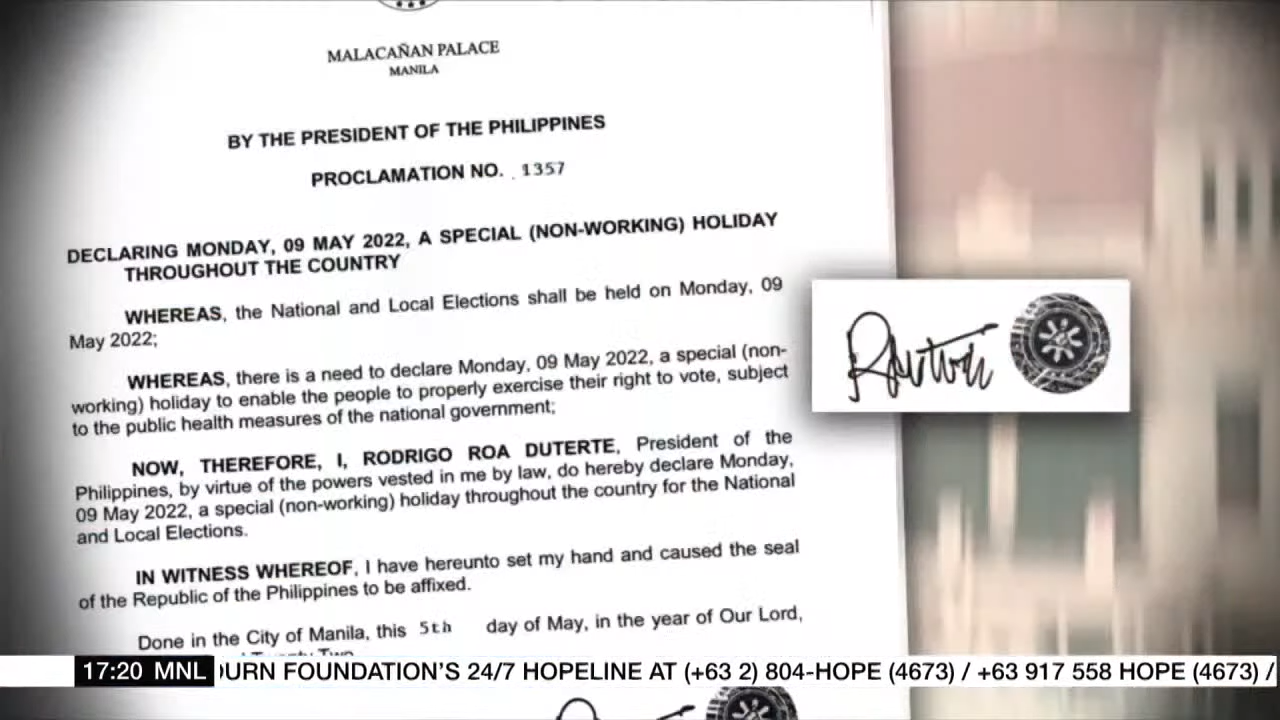 MALACAÑAN PALACE
MANILA
BY THE PRESIDENT OF THE PHILIPPINES
PROCLAMATION NO. 1357
DECLARING MONDAY, 09 MAY 2022, A SPECIAL (NON-WORKING) HOLIDAY
THROUGHOUT THE COUNTRY
WHEREAS, the National and Local Elections shall be held on Monday, 09
May 2022;
WHEREAS, there is a need to declare Monday, 09 May 2022, a special (non-
working) holiday to enable the people to properly exercise their right to vote, subject
to the public health measures of the national government;
NOW, THEREFORE, I, RODRIGO ROA DUTERTE, President of the
Philippines, by virtue of the powers vested in me by law, do hereby declare Monday,
09 May 2022, a special (non-working) holiday throughout the country for the National
and Local Elections.
IN WITNESS WHEREOF, I have hereunto set my hand and caused the seal
of the Republic of the Philippines to be affixed.
Done in the City of Manila, this 5th day of May, in the year of Our Lord,
Twenty Two
17:20 MNL OURN FOUNDATION'S 24/7 HOPELINE AT (+63 2) 804-HOPE (4673) / +63 917 558 HOPE (4673) /